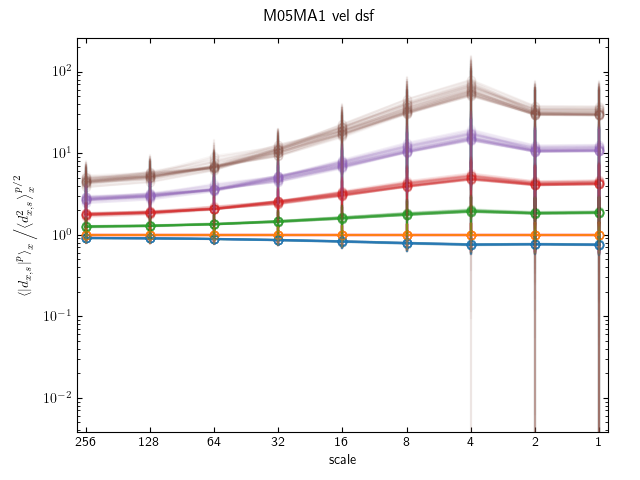 M05MA1 vel dsf
⟨|d_{x,s}|^p⟩_x / ⟨d^2_{x,s}⟩_x^{p/2}
10^2
10^1
10^0
10^{-1}
10^{-2}
256 128 64 32 16 8 4 2 1
scale